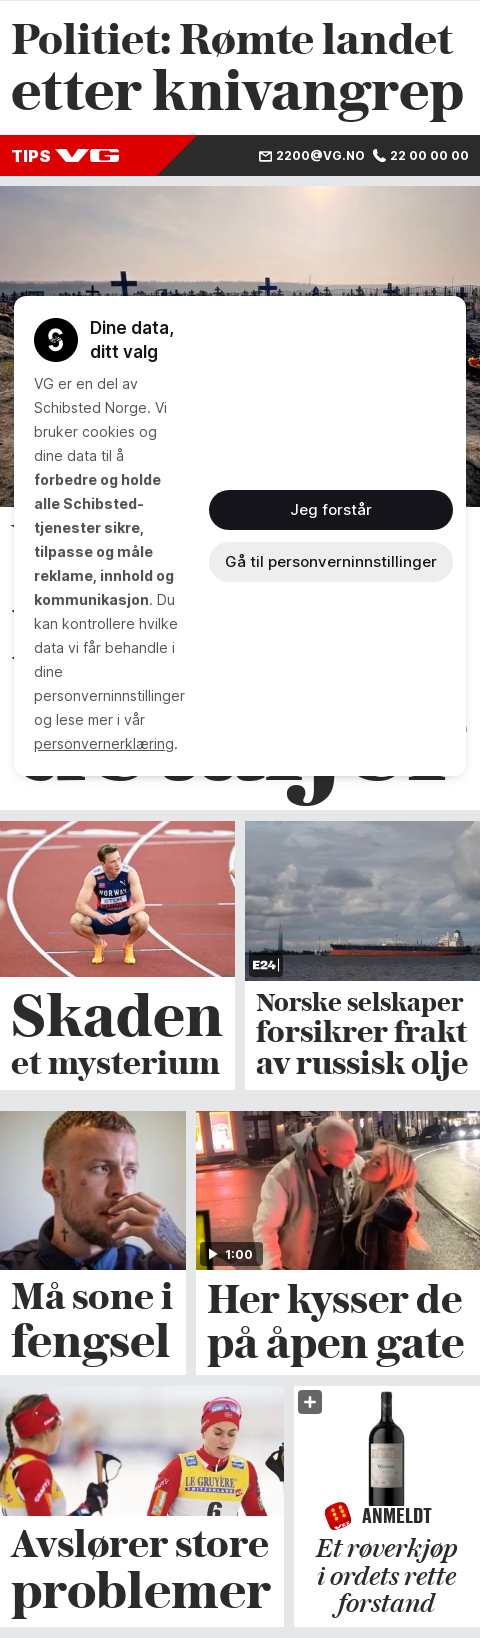 Politiet: Rømte landet
etter knivangrep
TIPS VG
2200@VG.NO 22 00 00 00
Dine data,
ditt valg
VG er en del av
Schibsted Norge. Vi
bruker cookies og
dine data til å
forbedre og holde
alle Schibsted-
tjenester sikre,
tilpasse og måle
reklame, innhold og
kommunikasjon. Du
kan kontrollere hvilke
data vi får behandle i
dine
personverninnstillinger
og lese mer i vår
personvernerklæring.
Jeg forstår
Gå til personverninnstillinger
NORWAY
E24
Skaden
et mysterium
Norske selskaper
forsikrer frakt
av russisk olje
1:00
Må sone i
fengsel
Her kysser de
på åpen gate
LE GRUYÈRE
SWITZERLAND
6
Avslører store
problemer
ANMELDT
Et røverkjøp
i ordets rette
forstand